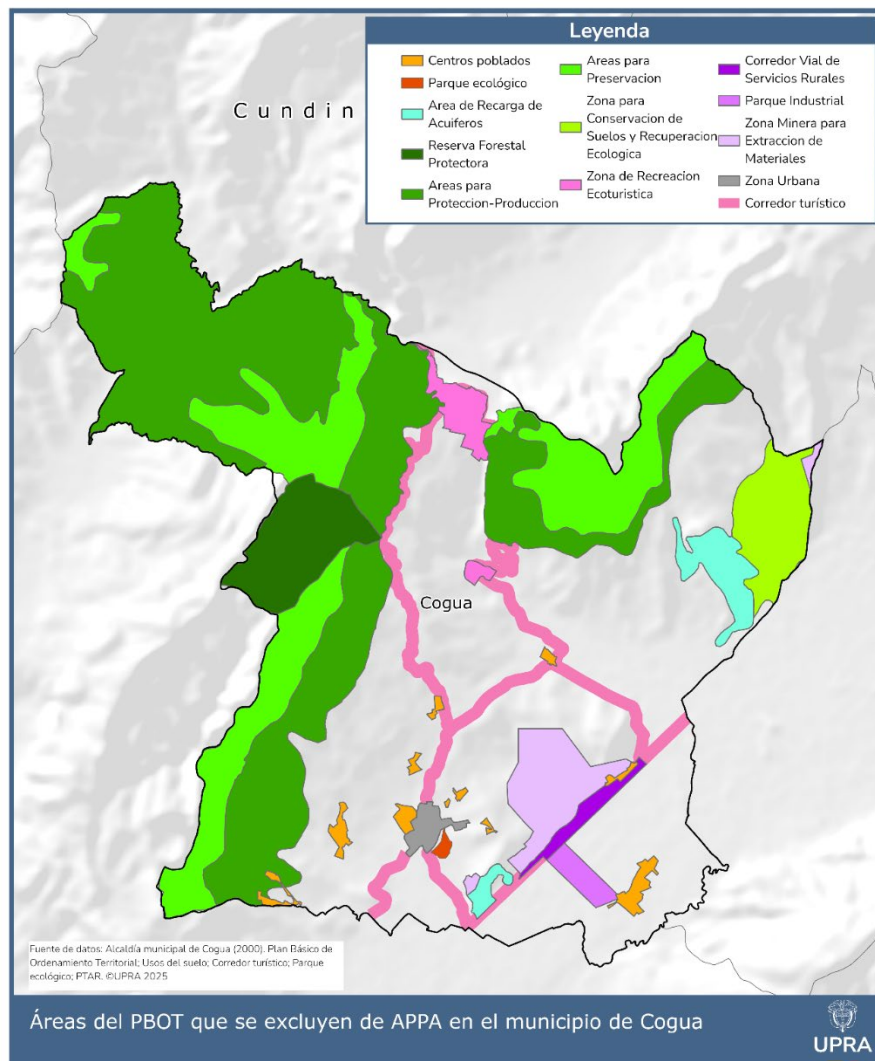 Leyenda
Centros poblados
Parque ecológico
Area de Recarga de
Acuiferos
Reserva Forestal
Protectora
Areas para
Proteccion-Produccion
Areas para
Preservacion
Zona para
Conservacion de
Suelos y Recuperacion
Ecologica
Zona de Recreacion
Ecoturistica
Corredor Vial de
Servicios Rurales
Parque Industrial
Zona Minera para
Extraccion de
Materiales
Zona Urbana
Corredor turístico
Cundin
Cogua
Fuente de datos: Alcaldía municipal de Cogua (2000). Plan Básico de
Ordenamiento Territorial; Usos del suelo; Corredor turístico; Parque
ecológico; PTAR. ©UPRA 2025
Áreas del PBOT que se excluyen de APPA en el municipio de Cogua
UPRA